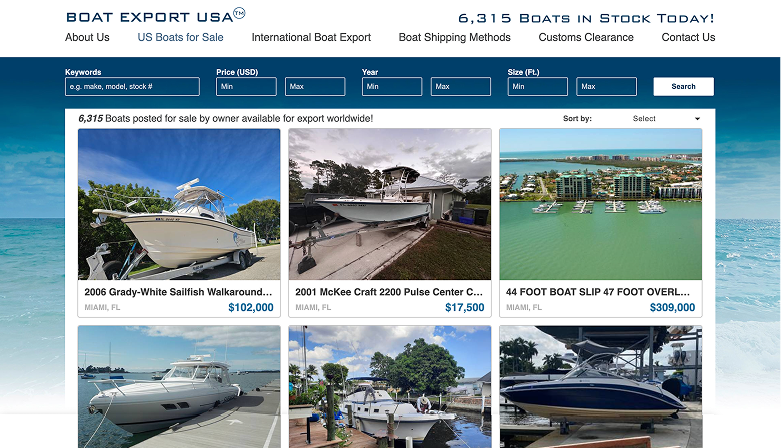 BOAT EXPORT USA™
6,315 Boats in Stock Today!
About Us
US Boats for Sale
International Boat Export
Boat Shipping Methods
Customs Clearance
Contact Us
Keywords
Price (USD)
Year
Size (Ft.)
e.g. make, model, stock #
Min
Max
Min
Max
Min
Max
Search
6,315 Boats posted for sale by owner available for export worldwide!
Sort by:
Select
2006 Grady-White Sailfish Walkaround...
MIAMI, FL
$102,000
2001 McKee Craft 2200 Pulse Center C...
MIAMI, FL
$17,500
44 FOOT BOAT SLIP 47 FOOT OVERL...
MIAMI, FL
$309,000